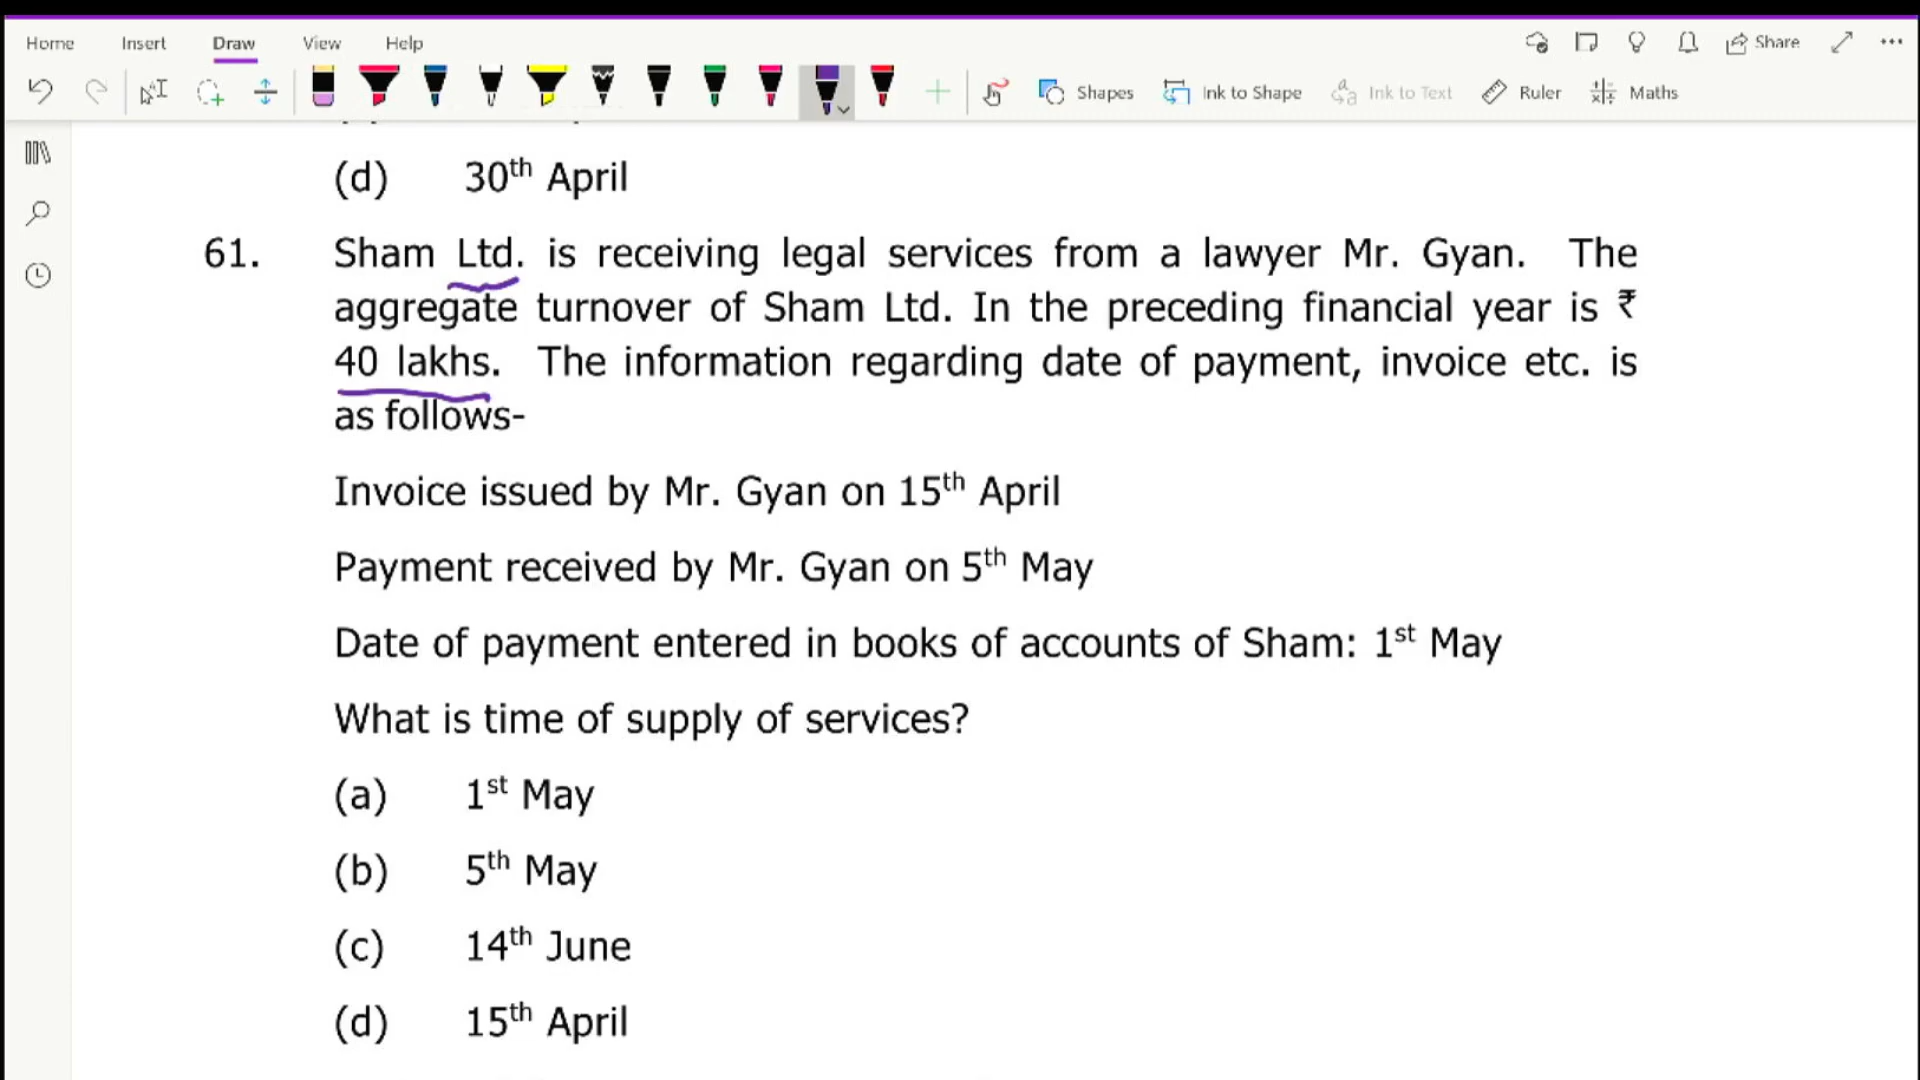 Home Insert Draw View Help Share
Shapes Ink to Shape Ink to Text Ruler Maths
(d) 30th April
61. Sham Ltd. is receiving legal services from a lawyer Mr. Gyan. The
aggregate turnover of Sham Ltd. In the preceding financial year is ₹
40 lakhs. The information regarding date of payment, invoice etc. is
as follows-
Invoice issued by Mr. Gyan on 15th April
Payment received by Mr. Gyan on 5th May
Date of payment entered in books of accounts of Sham: 1st May
What is time of supply of services?
(a) 1st May
(b) 5th May
(c) 14th June
(d) 15th April